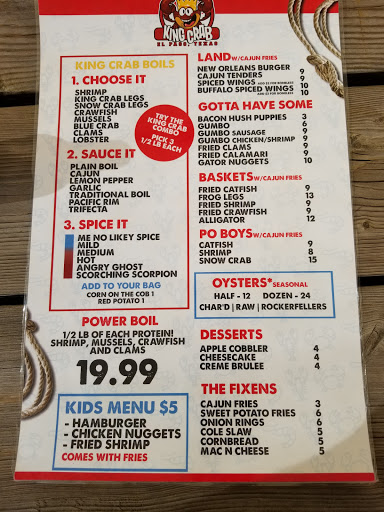 KING CRAB
EL PASO, TEXAS
KING CRAB BOILS
1. CHOOSE IT
SHRIMP
KING CRAB LEGS
SNOW CRAB LEGS
CRAWFISH
MUSSELS
BLUE CRAB
CLAMS
LOBSTER
TRY THE
KING CRAB
COMBO
PICK 3
1/2 LB EACH
2. SAUCE IT
PLAIN BOIL
CAJUN
LEMON PEPPER
GARLIC
TRADITIONAL BOIL
PACIFIC RIM
TRIFECTA
3. SPICE IT
ME NO LIKEY SPICE
MILD
MEDIUM
HOT
ANGRY GHOST
SCORCHING SCORPION
ADD TO YOUR BAG
CORN ON THE COB 1
RED POTATO 1
POWER BOIL
1/2 LB OF EACH PROTEIN!
SHRIMP, MUSSELS, CRAWFISH
AND CLAMS
19.99
KIDS MENU $5
- HAMBURGER
- CHICKEN NUGGETS
- FRIED SHRIMP
COMES WITH FRIES
LAND W/CAJUN FRIES
NEW ORLEANS BURGER 9
CAJUN TENDERS 9
SPICED WINGS ADD $2 FOR BONELESS 10
BUFFALO SPICED WINGS ADD $2 FOR BONELESS 10
GOTTA HAVE SOME
BACON HUSH PUPPIES 3
GUMBO 6
GUMBO SAUSAGE 9
GUMBO CHICKEN/SHRIMP 9
FRIED CLAMS 9
FRIED CALAMARI 9
GATOR NUGGETS 10
BASKETS W/CAJUN FRIES
FRIED CATFISH 9
FROG LEGS 13
FRIED SHRIMP 9
FRIED CRAWFISH 9
ALLIGATOR 12
PO BOYS W/CAJUN FRIES
CATFISH 9
SHRIMP 8
SNOW CRAB 15
OYSTERS* SEASONAL
HALF - 12 DOZEN - 24
CHAR'D | RAW | ROCKERFELLERS
DESSERTS
APPLE COBBLER 4
CHEESECAKE 4
CREME BRULEE 4
THE FIXENS
CAJUN FRIES 3
SWEET POTATO FRIES 6
ONION RINGS 6
COLE SLAW 5
CORNBREAD 5
MAC N CHEESE 5